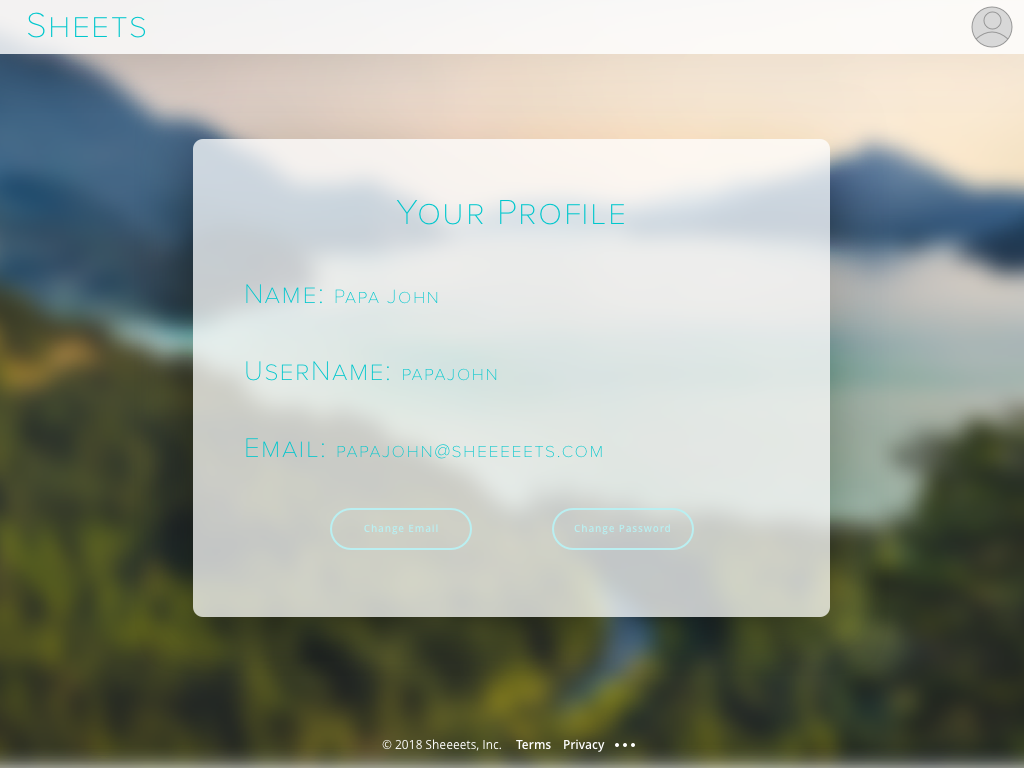 Sheets
Your Profile
Name: Papa John
UserName: papajohn
Email: papajohn@sheeeeets.com
Change Email Change Password
© 2018 Sheeeets, Inc. Terms Privacy •••